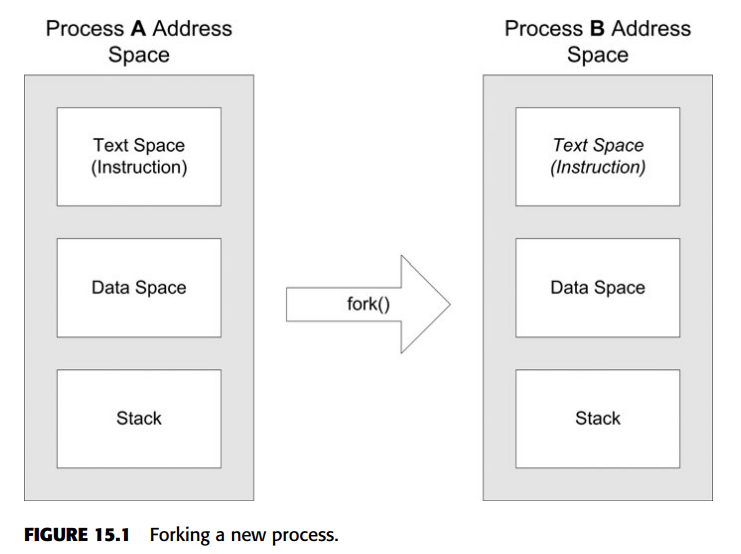 Process A Address
Space
Process B Address
Space
Text Space
(Instruction)
Text Space
(Instruction)
Data Space
fork()
Data Space
Stack
Stack
FIGURE 15.1 Forking a new process.